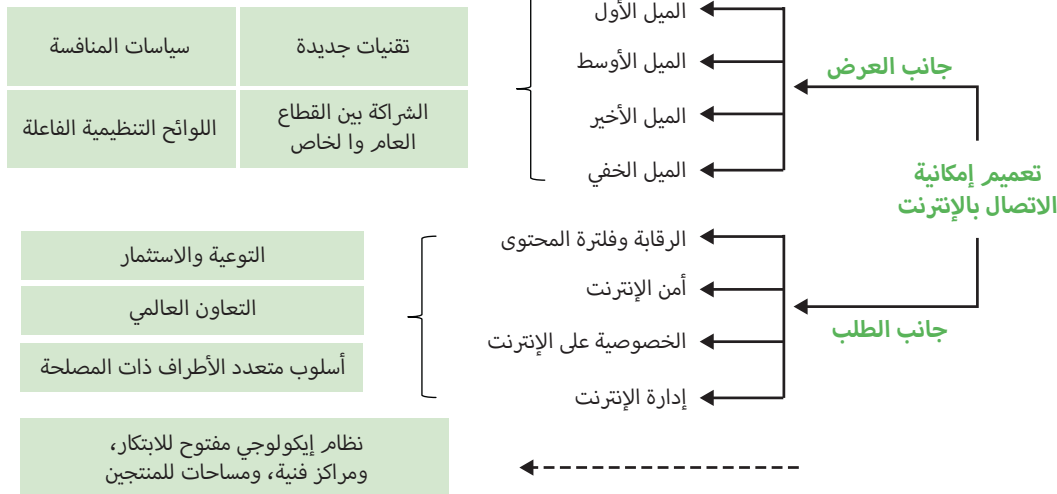 تعميم إمكانية
الاتصال بالإنترنت
جانب العرض
الميل الأول
الميل الأوسط
الميل الأخير
الميل الخفي
تقنيات جديدة
سياسات المنافسة
الشراكة بين القطاع
العام وا لخاص
اللوائح التنظيمية الفاعلة
جانب الطلب
الرقابة وفلترة المحتوى
أمن الإنترنت
الخصوصية على الإنترنت
إدارة الإنترنت
التوعية والاستثمار
التعاون العالمي
أسلوب متعدد الأطراف ذات المصلحة
نظام إيكولوجي مفتوح للابتكار،
ومراكز فنية، ومساحات للمنتجين